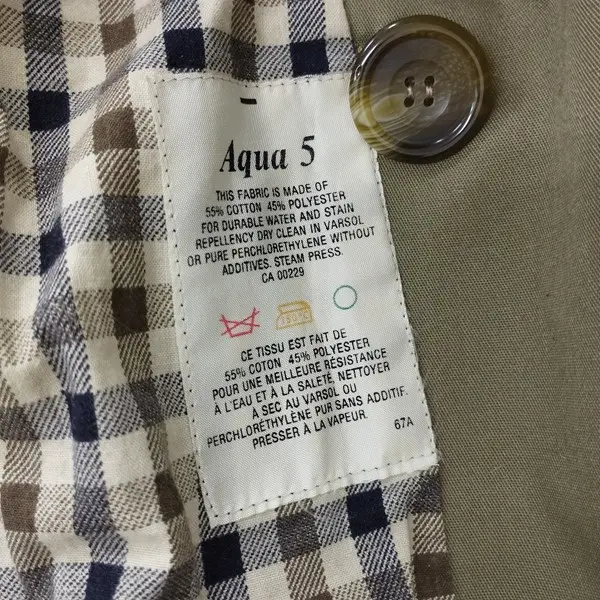 Aqua 5
THIS FABRIC IS MADE OF
55% COTTON 45% POLYESTER
FOR DURABLE WATER AND STAIN
REPELLENCY DRY CLEAN IN VARSOL
OR PURE PERCHLORETHYLENE WITHOUT
ADDITIVES. STEAM PRESS.
CA 00229
CE TISSU EST FAIT DE
55% COTON 45% POLYESTER
POUR UNE MEILLEURE RÉSISTANCE
À L'EAU ET À LA SALETÉ, NETTOYER
À SEC AU VARSOL OU
PERCHLORÉTHYLÈNE PUR SANS ADDITIF.
PRESSER À LA VAPEUR.
67A